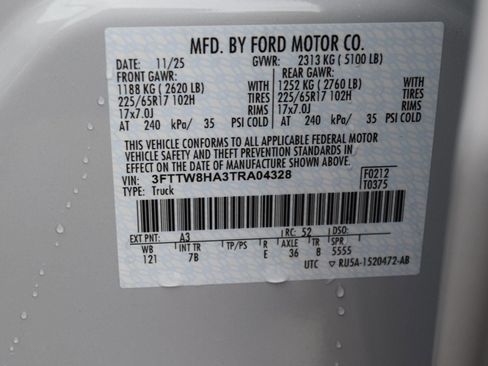 MFD. BY FORD MOTOR CO.
DATE: 11/25 GVWR: 2313 KG ( 5100 LB)
FRONT GAWR: REAR GAWR:
1188 KG ( 2620 LB) WITH 1252 KG ( 2760 LB) WITH
225/65R17 102H TIRES 225/65R17 102H TIRES
17x7.0J RIMS 17x7.0J RIMS
AT 240 kPa/ 35 PSI COLD AT 240 kPa/ 35 PSI COLD
THIS VEHICLE CONFORMS TO ALL APPLICABLE FEDERAL MOTOR
VEHICLE SAFETY AND THEFT PREVENTION STANDARDS IN
EFFECT ON THE DATE OF MANUFACTURE SHOWN ABOVE.
VIN: 3FTTW8HA3TRA04328 F0212
TYPE: Truck T0375
EXT PNT: A3 RC: 52 DSO:
WB INT TR TP/PS R AXLE TR SPR
121 7B E 36 8 5555
UTC ▽ RU5A-1520472-AB